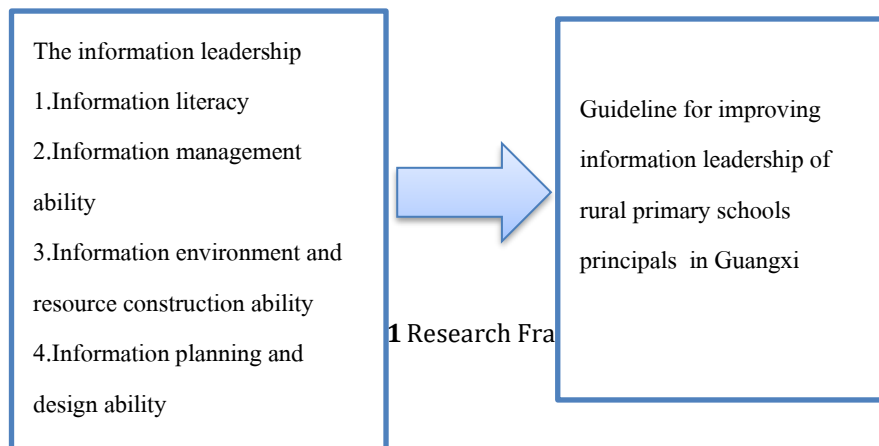 The information leadership
1.Information literacy
2.Information management
ability
3.Information environment and
resource construction ability
4.Information planning and
design ability
Guideline for improving
information leadership of
rural primary schools
principals in Guangxi
1 Research Fra